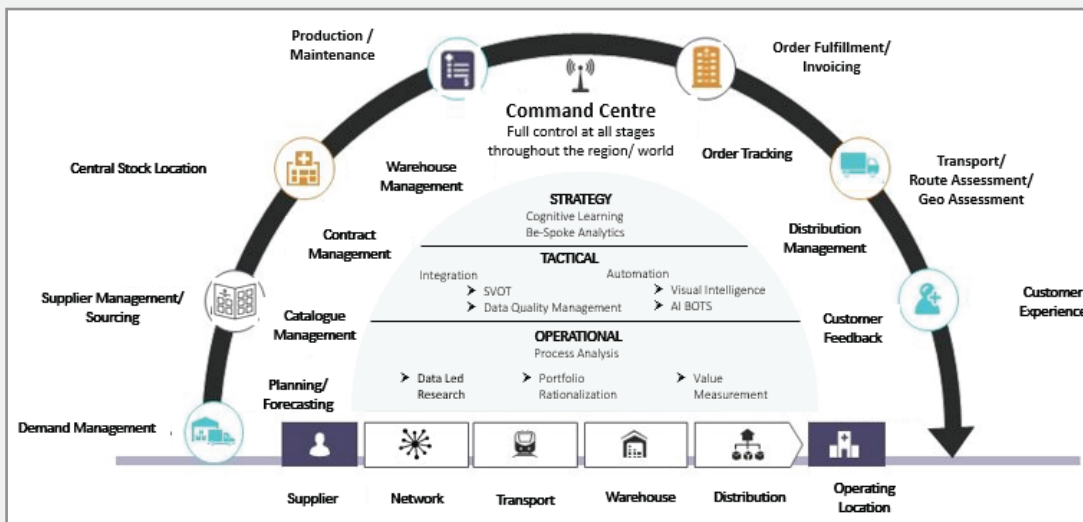 Production /
Maintenance
Order Fulfillment/
Invoicing
Command Centre
Full control at all stages
throughout the region/ world
Central Stock Location
Warehouse
Management
Order Tracking
Transport/
Route Assessment/
Geo Assessment
STRATEGY
Cognitive Learning
Be-Spoke Analytics
Contract
Management
Distribution
Management
TACTICAL
Integration
SVOT
Data Quality Management
Automation
Visual Intelligence
AI BOTS
Supplier Management/
Sourcing
Catalogue
Management
Customer
Feedback
Customer
Experience
OPERATIONAL
Process Analysis
Data Led
Research
Portfolio
Rationalization
Value
Measurement
Planning/
Forecasting
Demand Management
Supplier
Network
Transport
Warehouse
Distribution
Operating
Location